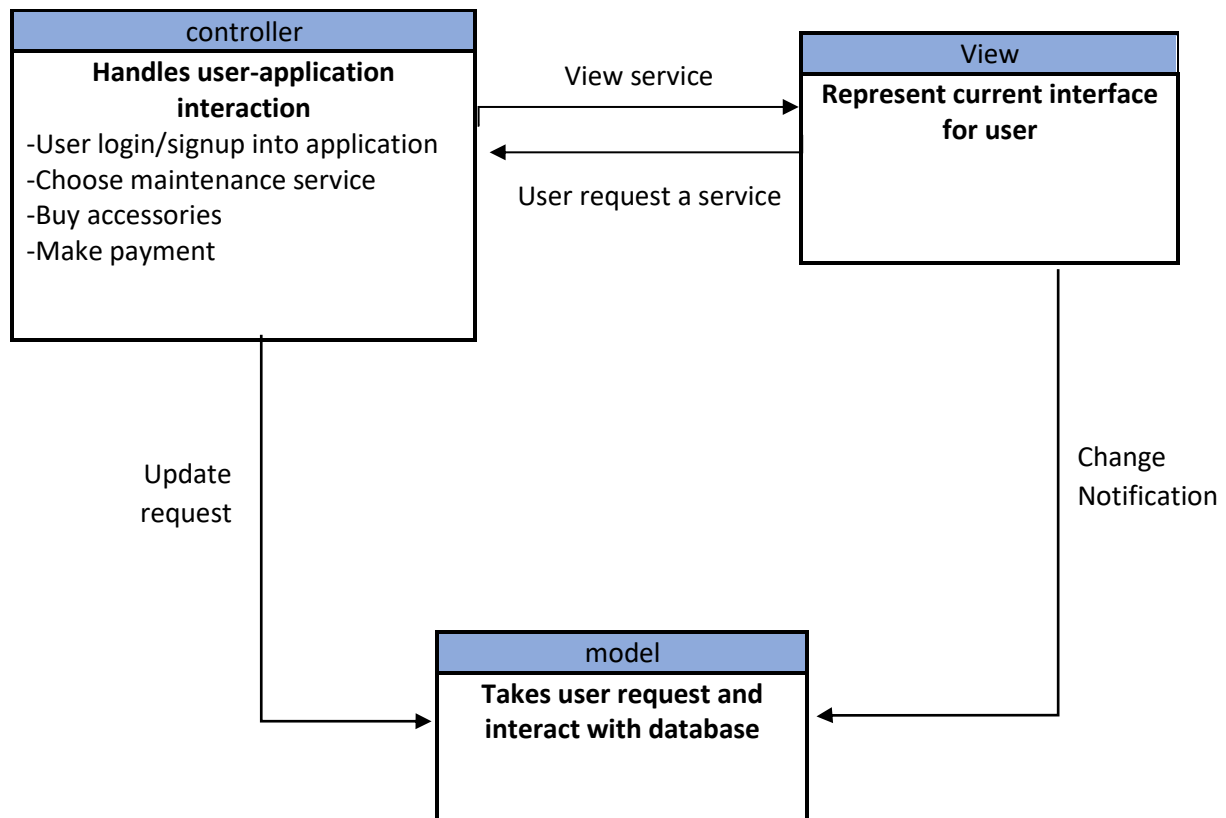 controller
Handles user-application
interaction
-User login/signup into application
-Choose maintenance service
-Buy accessories
-Make payment
View service
User request a service
View
Represent current interface
for user
Update
request
Change
Notification
model
Takes user request and
interact with database